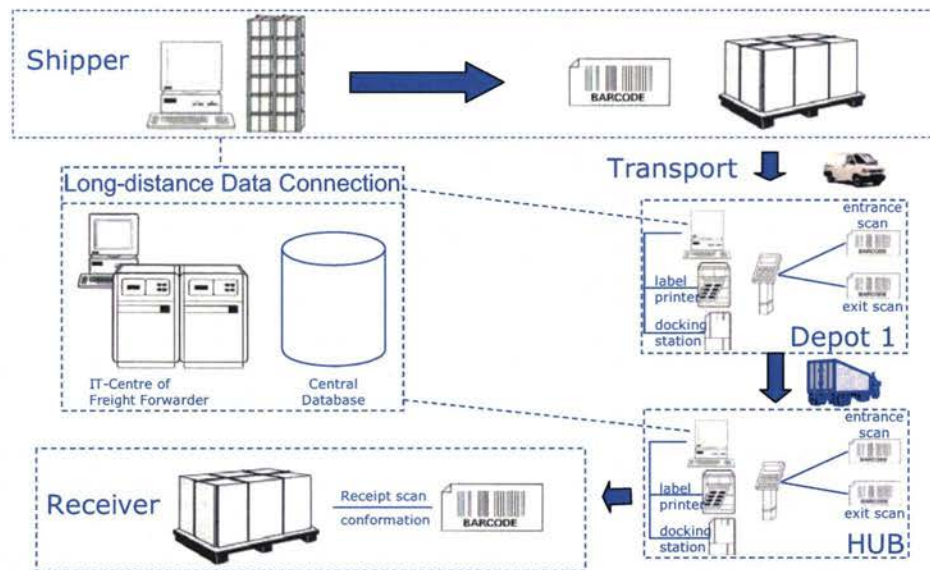 Shipper
BARCODE
Long-distance Data Connection
IT-Centre of
Freight Forwarder
Central
Database
Transport
entrance
scan
label
printer
docking
station
exit scan
Depot 1
entrance
scan
label
printer
docking
station
exit scan
HUB
Receiver
Receipt scan
conformation
BARCODE